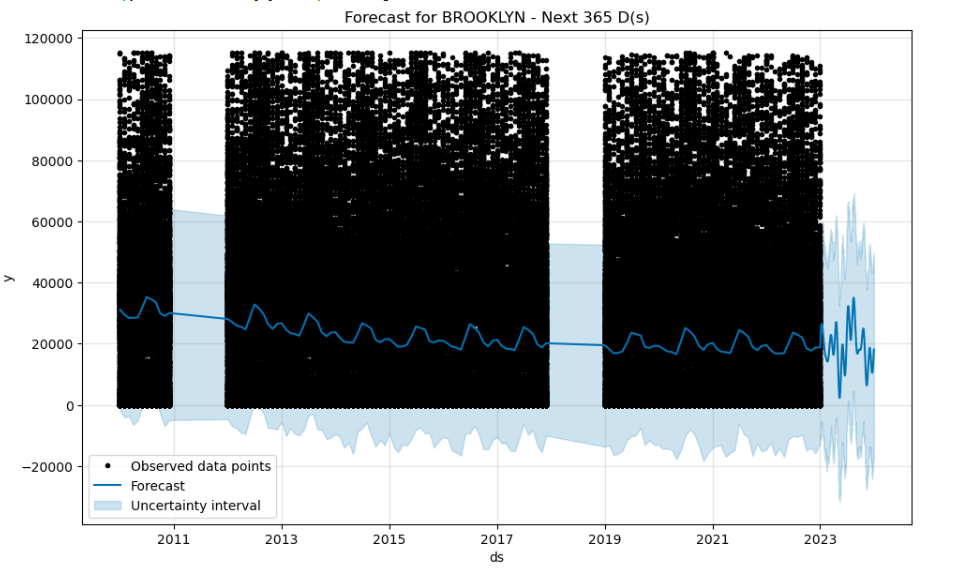 Forecast for BROOKLYN - Next 365 D(s)
120000
100000
80000
60000
40000
20000
0
−20000
y
Observed data points
Forecast
Uncertainty interval
2011
2013
2015
2017
2019
2021
2023
ds